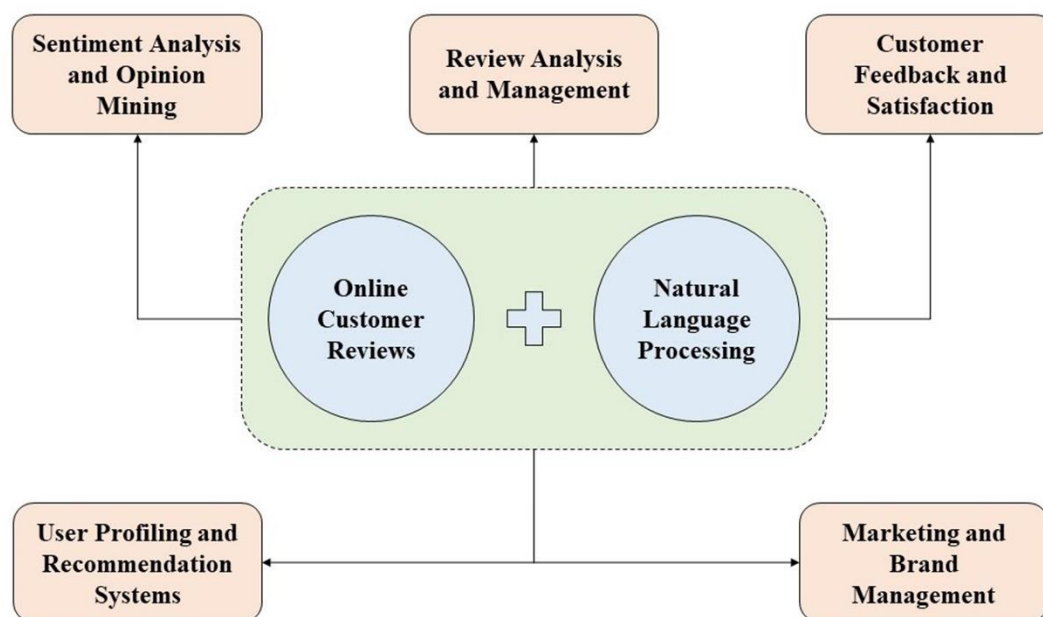 Sentiment Analysis
and Opinion
Mining
Review Analysis
and Management
Customer
Feedback and
Satisfaction
Online
Customer
Reviews
Natural
Language
Processing
User Profiling and
Recommendation
Systems
Marketing and
Brand
Management